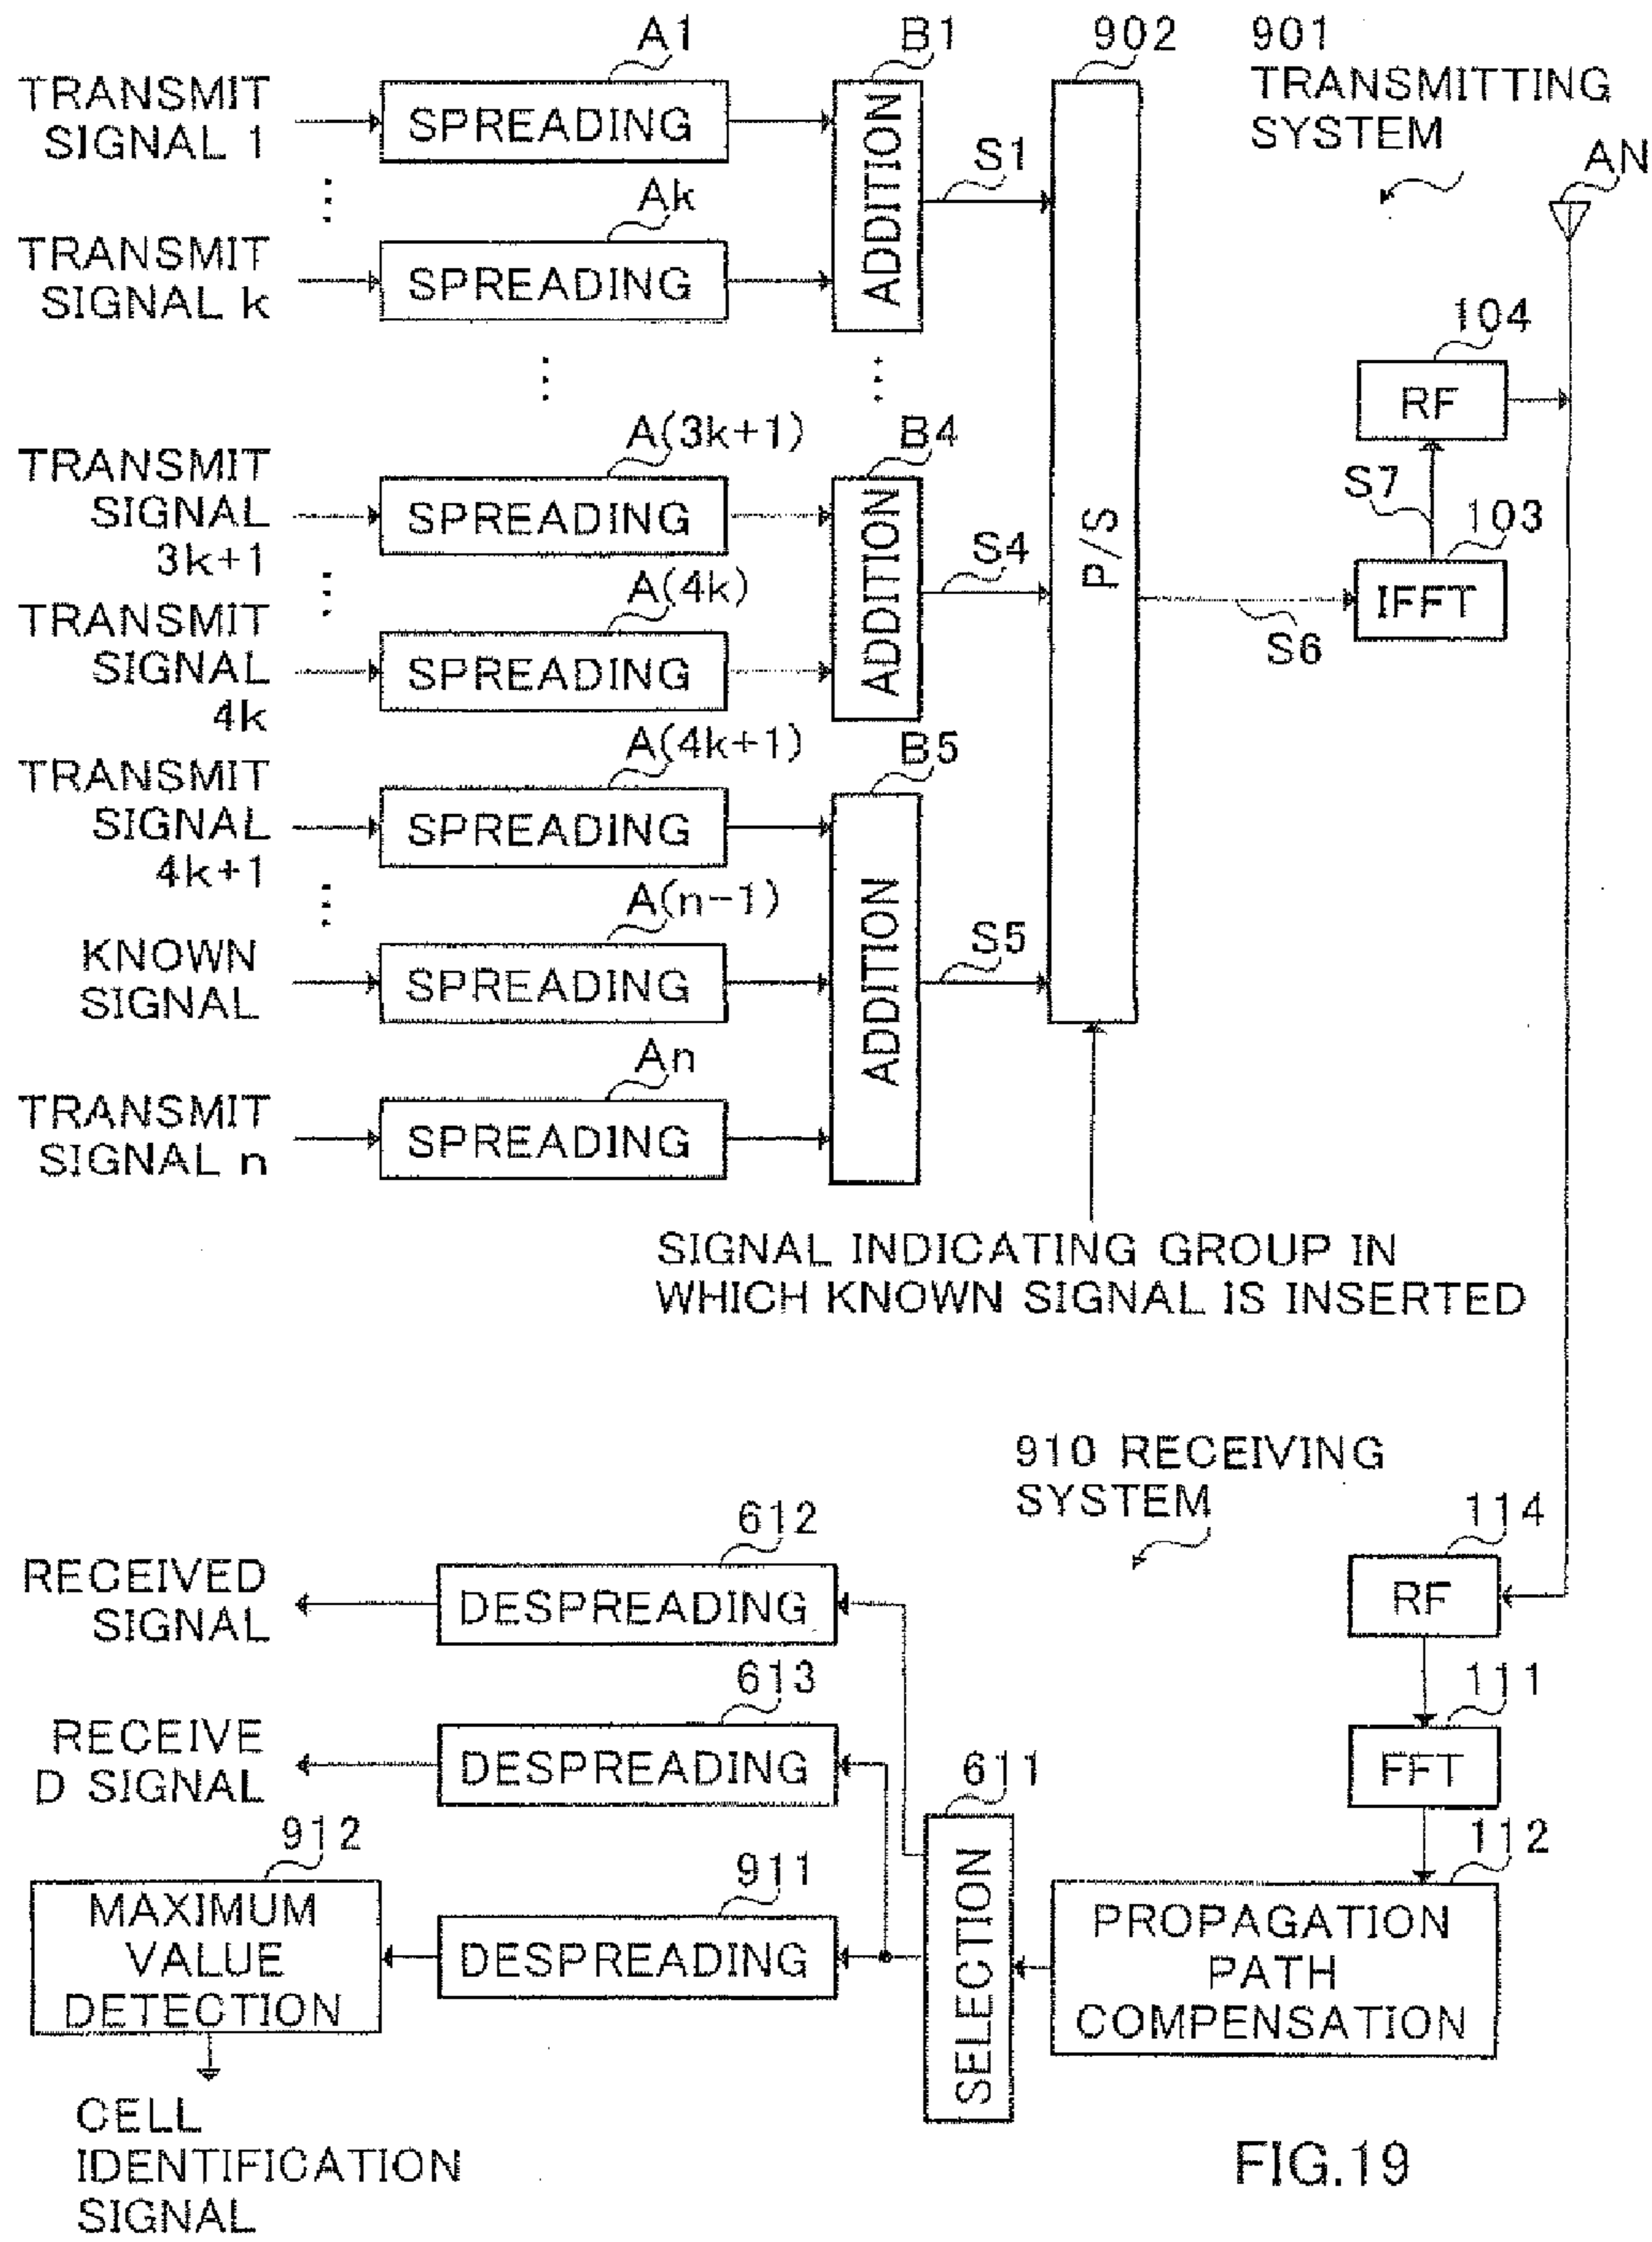 A1
B1
902
901
TRANSMITTING
SYSTEM
TRANSMIT
SIGNAL 1
SPREADING
ADDITION
S1
AN
⋮
Ak
TRANSMIT
SIGNAL k
SPREADING
104
RF
⋮
⋮
A(3k+1)
B4
TRANSMIT
SIGNAL
3k+1
SPREADING
ADDITION
S4
P/S
S7
103
IFFT
S6
⋮
A(4k)
TRANSMIT
SIGNAL
4k
SPREADING
A(4k+1)
B5
TRANSMIT
SIGNAL
4k+1
SPREADING
ADDITION
⋮
A(n-1)
S5
KNOWN
SIGNAL
SPREADING
An
TRANSMIT
SIGNAL n
SPREADING
SIGNAL INDICATING GROUP IN
WHICH KNOWN SIGNAL IS INSERTED
910 RECEIVING
SYSTEM
114
RF
612
RECEIVED
SIGNAL
DESPREADING
111
FFT
613
RECEIVE
D SIGNAL
DESPREADING
611
SELECTION
112
PROPAGATION
PATH
COMPENSATION
912
MAXIMUM
VALUE
DETECTION
911
DESPREADING
CELL
IDENTIFICATION
SIGNAL
FIG.19